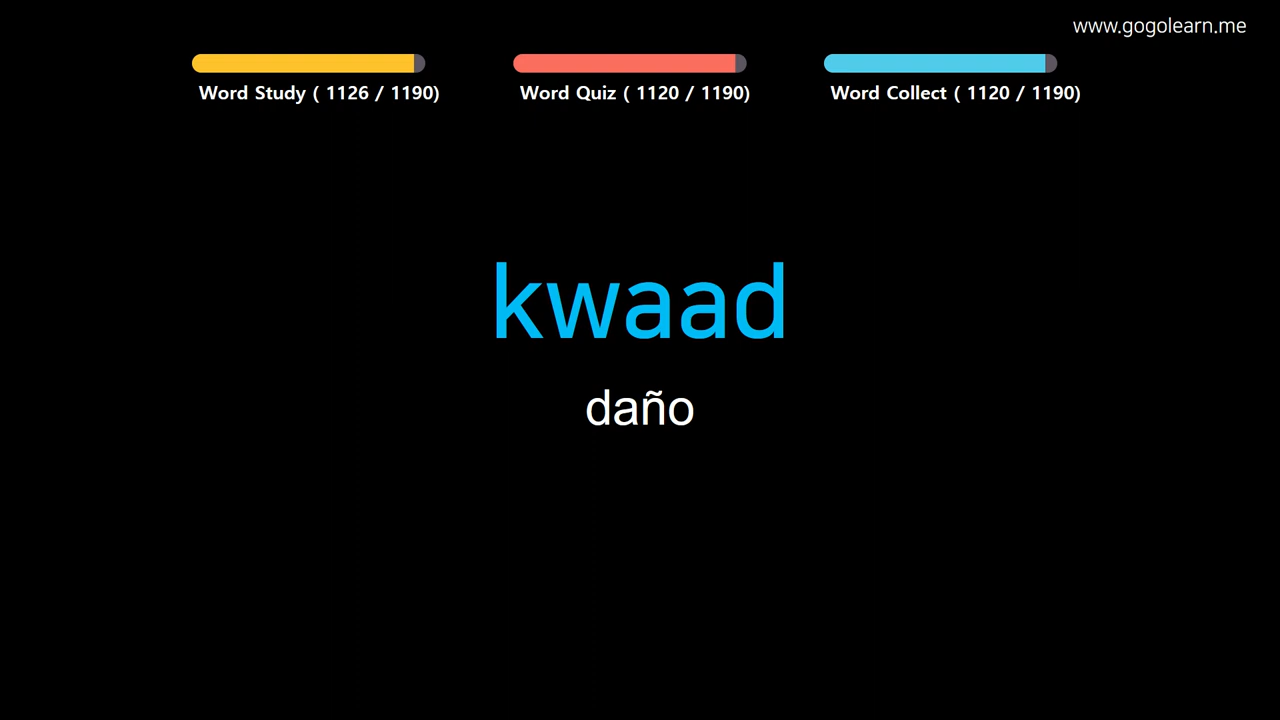 www.gogolearn.me
Word Study ( 1126 / 1190)
Word Quiz ( 1120 / 1190)
Word Collect ( 1120 / 1190)
kwaad
daño